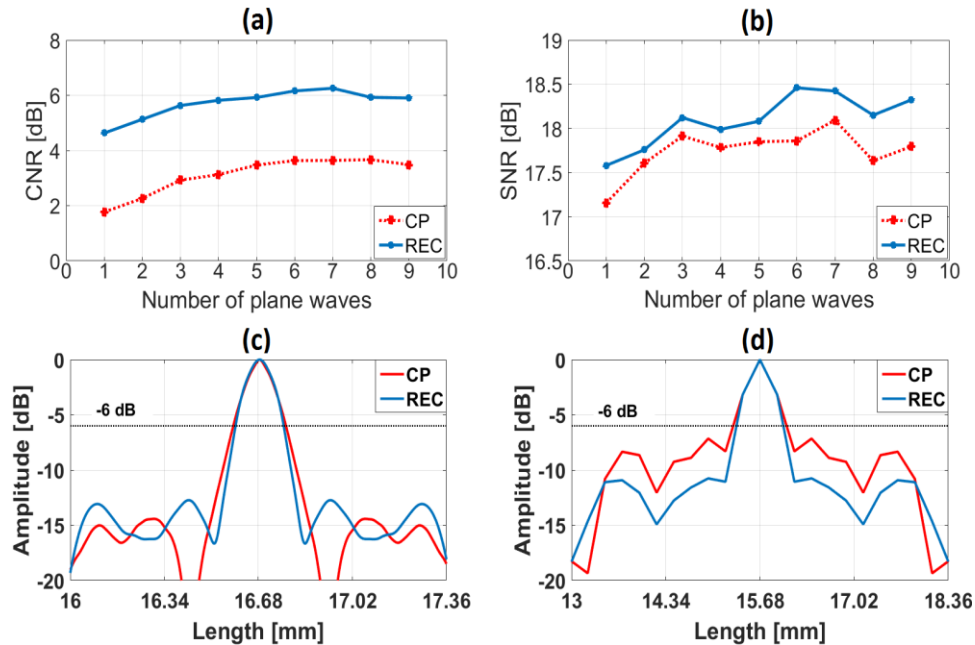 (a)
8
6
4
2
0
CNR [dB]
0 1 2 3 4 5 6 7 8 9 10
Number of plane waves
CP
REC
(b)
19
18.5
18
17.5
17
16.5
SNR [dB]
0 1 2 3 4 5 6 7 8 9 10
Number of plane waves
CP
REC
(c)
0
-5
-10
-15
-20
Amplitude [dB]
-6 dB
CP
REC
16 16.34 16.68 17.02 17.36
Length [mm]
(d)
0
-5
-10
-15
-20
Amplitude [dB]
-6 dB
CP
REC
13 14.34 15.68 17.02 18.36
Length [mm]